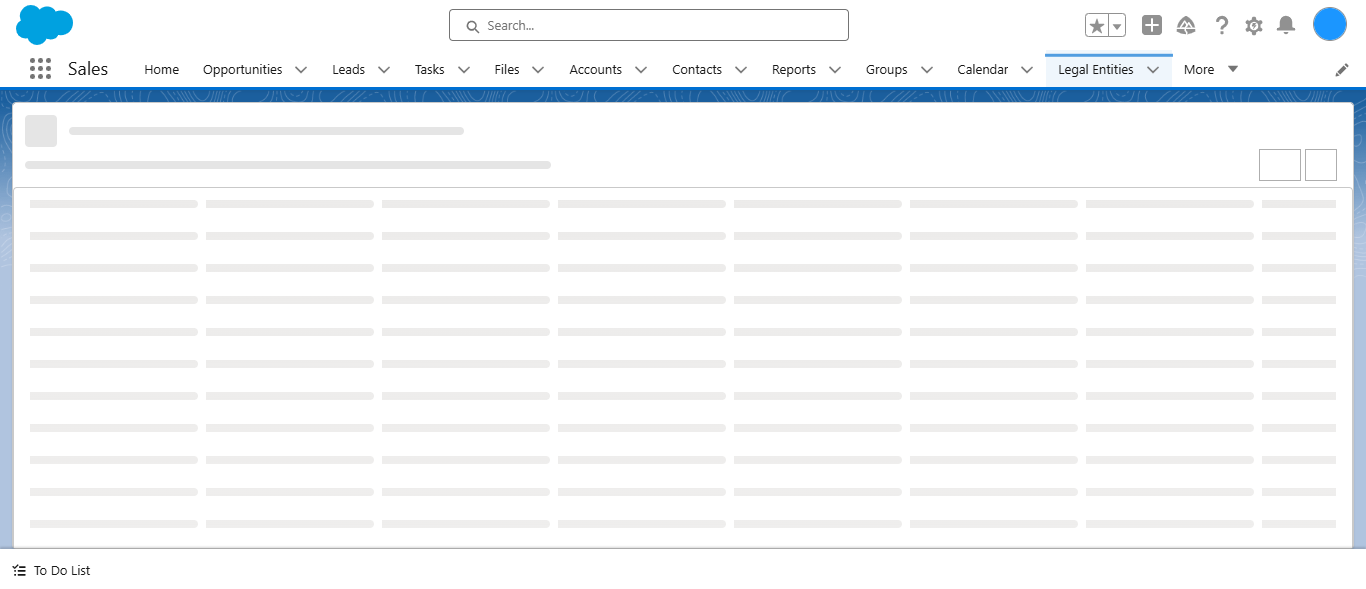 Search...
Sales
Home
Opportunities
Leads
Tasks
Files
Accounts
Contacts
Reports
Groups
Calendar
Legal Entities
More
To Do List